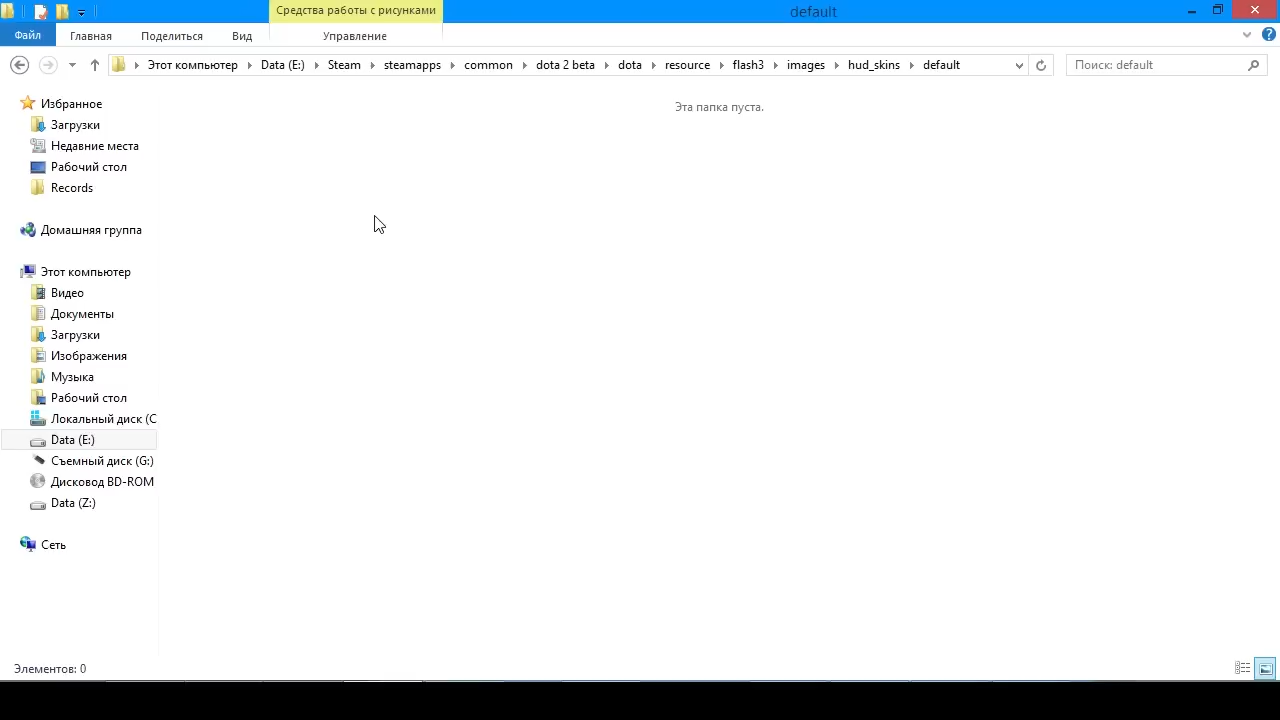 Средства работы с рисунками
default
Файл
Главная
Поделиться
Вид
Управление
Этот компьютер
Data (E:)
Steam
steamapps
common
dota 2 beta
dota
resource
flash3
images
hud_skins
default
Поиск: default
Эта папка пуста.
Избранное
Загрузки
Недавние места
Рабочий стол
Records
Домашняя группа
Этот компьютер
Видео
Документы
Загрузки
Изображения
Музыка
Рабочий стол
Локальный диск (C
Data (E:)
Съемный диск (G:)
Дисковод BD-ROM
Data (Z:)
Сеть
Элементов: 0